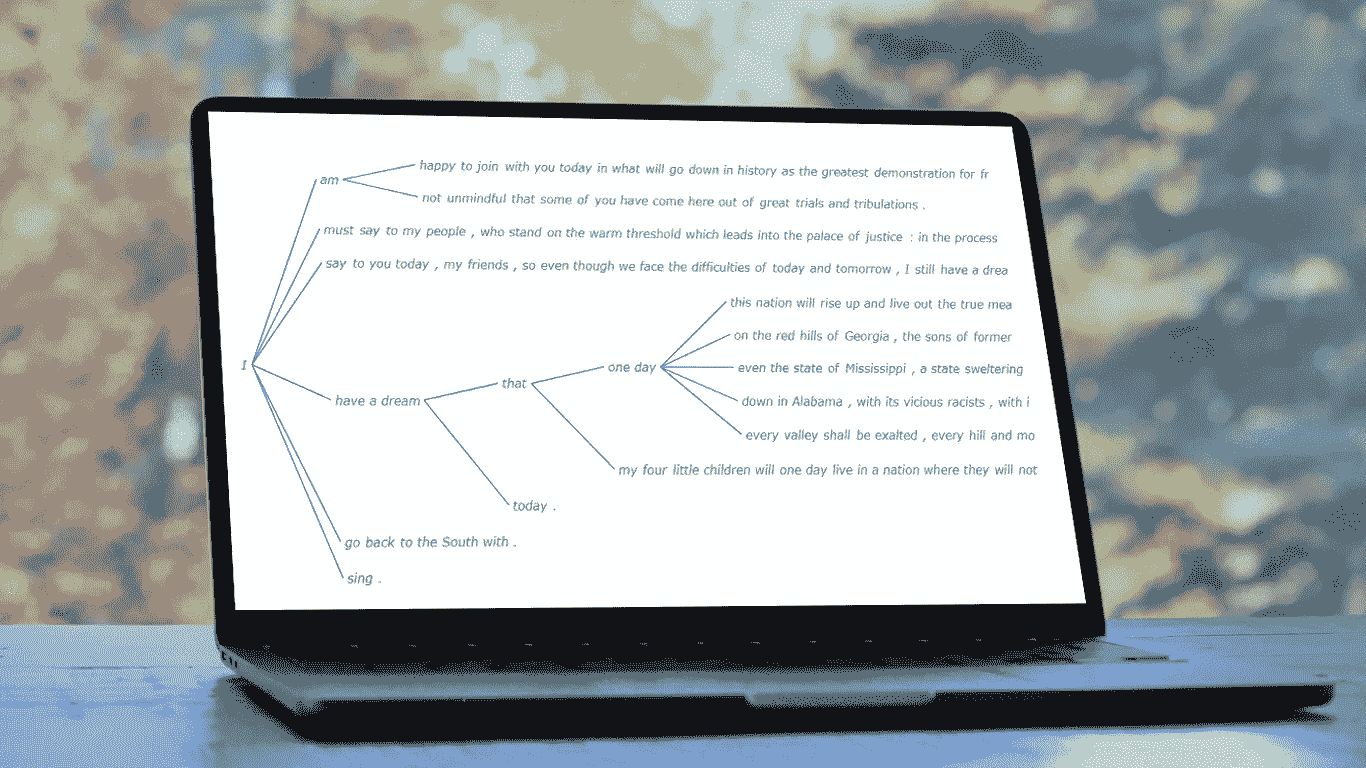 happy to join with you today in what will go down in history as the greatest demonstration for fr
am
not unmindful that some of you have come here out of great trials and tribulations .
must say to my people , who stand on the warm threshold which leads into the palace of justice : in the process
say to you today , my friends , so even though we face the difficulties of today and tomorrow , I still have a drea
this nation will rise up and live out the true mea
on the red hills of Georgia , the sons of former
I
one day
even the state of Mississippi , a state sweltering
that
have a dream
down in Alabama , with its vicious racists , with i
every valley shall be exalted , every hill and mo
my four little children will one day live in a nation where they will not
today .
go back to the South with .
sing .